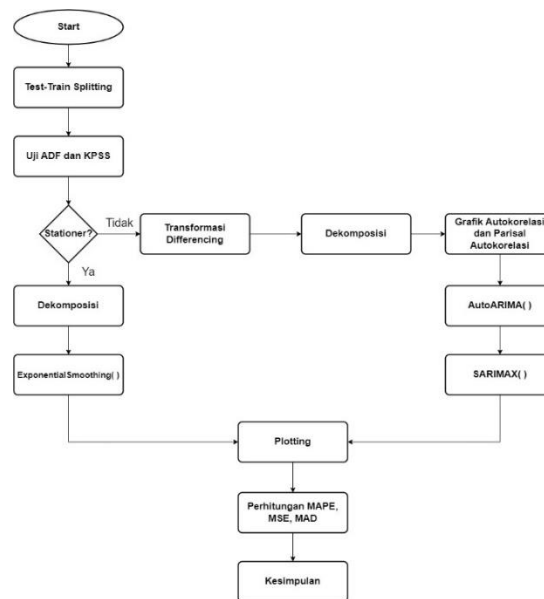 Start
Test-Train Splitting
Uji ADF dan KPSS
Stationer?
Tidak
Transformasi
Differencing
Dekomposisi
Grafik Autokorelasi
dan Parisal
Autokorelasi
Ya
Dekomposisi
AutoARIMA( )
ExponentialSmoothing( )
SARIMAX( )
Plotting
Perhitungan MAPE,
MSE, MAD
Kesimpulan